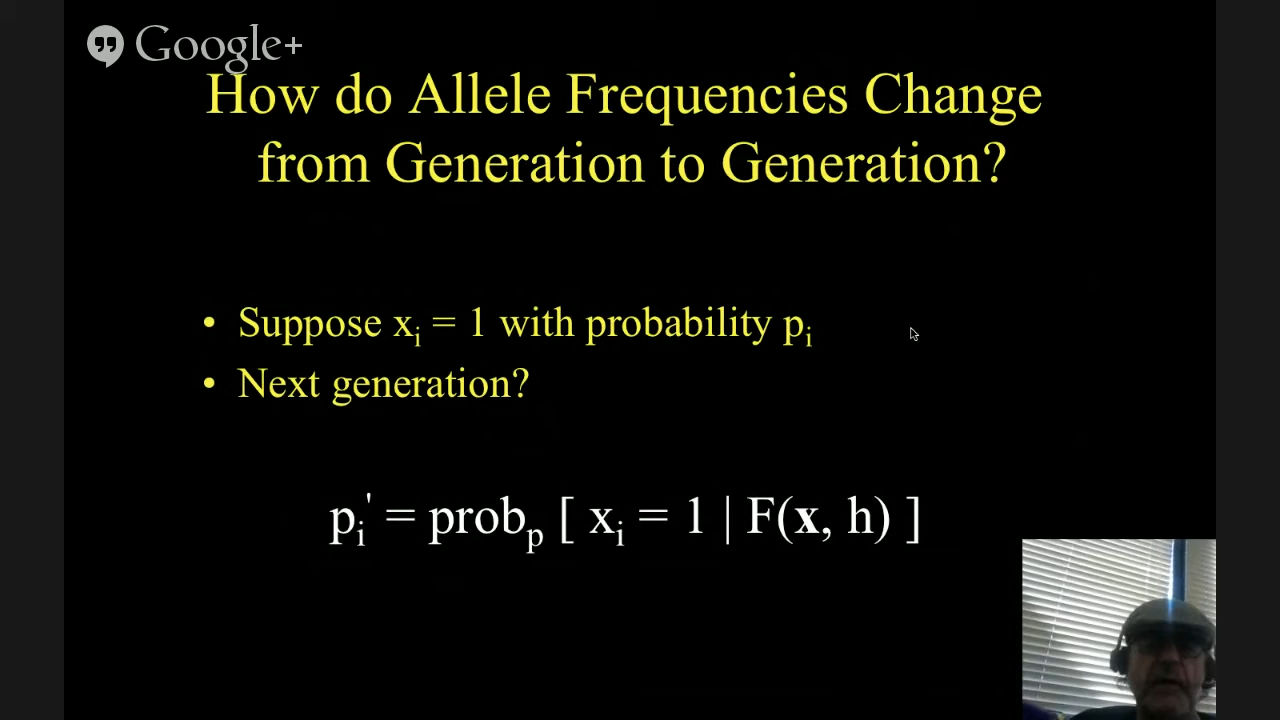 Google+
How do Allele Frequencies Change
from Generation to Generation?
• Suppose xᵢ = 1 with probability pᵢ
• Next generation?
pᵢ' = probₚ [ xᵢ = 1 | F(x, h) ]